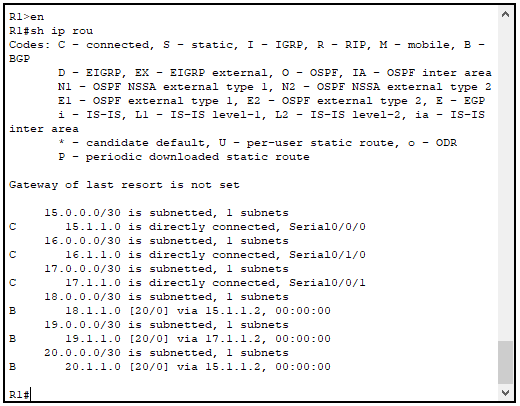 R1>en
R1#sh ip rou
Codes: C - connected, S - static, I - IGRP, R - RIP, M - mobile, B -
BGP
       D - EIGRP, EX - EIGRP external, O - OSPF, IA - OSPF inter area
       N1 - OSPF NSSA external type 1, N2 - OSPF NSSA external type 2
       E1 - OSPF external type 1, E2 - OSPF external type 2, E - EGP
       i - IS-IS, L1 - IS-IS level-1, L2 - IS-IS level-2, ia - IS-IS
inter area
       * - candidate default, U - per-user static route, o - ODR
       P - periodic downloaded static route
Gateway of last resort is not set
     15.0.0.0/30 is subnetted, 1 subnets
C       15.1.1.0 is directly connected, Serial0/0/0
     16.0.0.0/30 is subnetted, 1 subnets
C       16.1.1.0 is directly connected, Serial0/1/0
     17.0.0.0/30 is subnetted, 1 subnets
C       17.1.1.0 is directly connected, Serial0/0/1
     18.0.0.0/30 is subnetted, 1 subnets
B       18.1.1.0 [20/0] via 15.1.1.2, 00:00:00
     19.0.0.0/30 is subnetted, 1 subnets
B       19.1.1.0 [20/0] via 17.1.1.2, 00:00:00
     20.0.0.0/30 is subnetted, 1 subnets
B       20.1.1.0 [20/0] via 15.1.1.2, 00:00:00
R1#